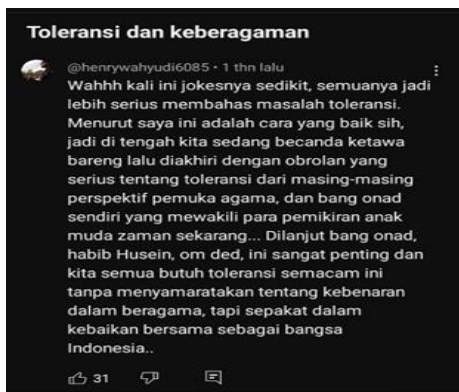 Toleransi dan keberagaman
@henrywahyudi6085 • 1 thn lalu
Wahhh kali ini jokesnya sedikit, semuanya jadi
lebih serius membahas masalah toleransi.
Menurut saya ini adalah cara yang baik sih,
jadi di tengah kita sedang becanda ketawa
bareng lalu diakhiri dengan obrolan yang
serius tentang toleransi dari masing-masing
perspektif pemuka agama, dan bang onad
sendiri yang mewakili para pemikiran anak
muda zaman sekarang... Dilanjut bang onad,
habib Husein, om ded, ini sangat penting dan
kita semua butuh toleransi semacam ini
tanpa menyamaratakan tentang kebenaran
dalam beragama, tapi sepakat dalam
kebaikan bersama sebagai bangsa
Indonesia..
31